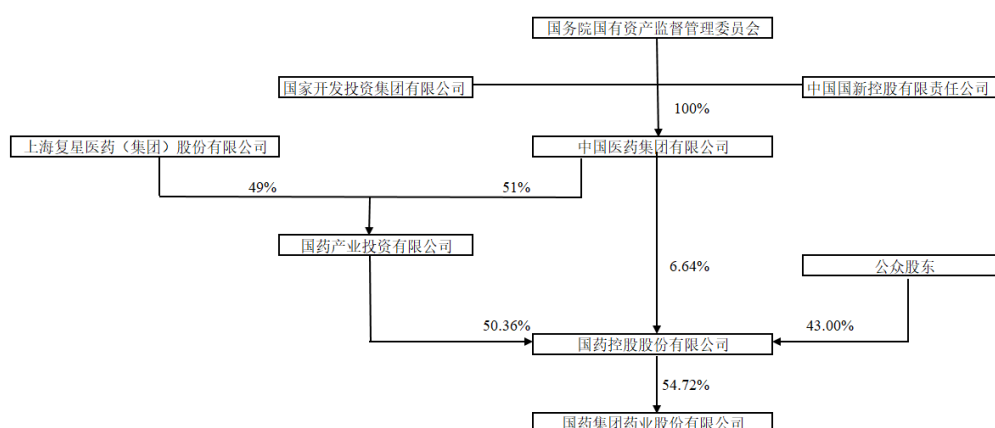 国务院国有资产监督管理委员会
国家开发投资集团有限公司
中国国新控股有限责任公司
100%
上海复星医药（集团）股份有限公司
中国医药集团有限公司
49%
51%
国药产业投资有限公司
6.64%
公众股东
50.36%
43.00%
国药控股股份有限公司
54.72%
国药集团药业股份有限公司